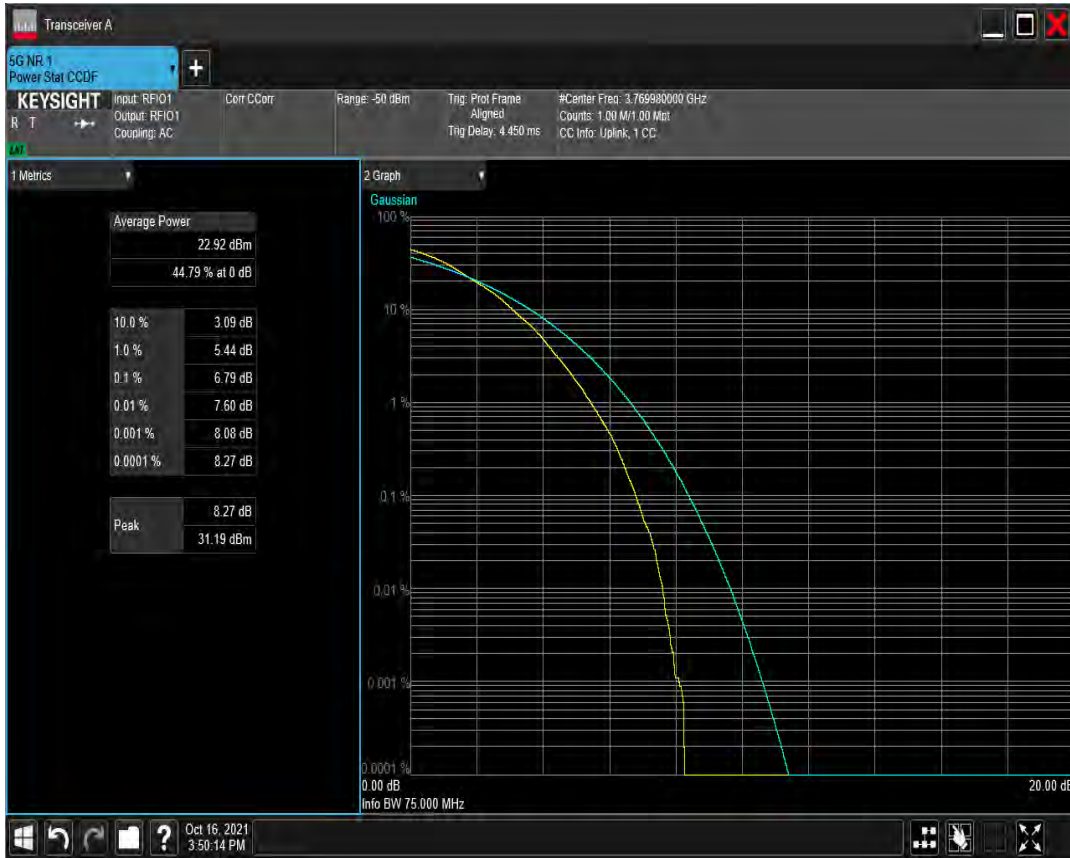 Transceiver A
5G NR 1
Power Stat CCDF
+
KEYSIGHT
R T
Input: RFIO1
Output: RFIO1
Coupling: AC
Corr CCorr
Range: -50 dBm
Trig: Prot Frame
Aligned
Trig Delay: 4.450 ms
#Center Freq: 3.769980000 GHz
Counts: 1.00 M/1.00 Mpt
CC Info: Uplink, 1 CC
1 Metrics
Average Power
22.92 dBm
44.79 % at 0 dB
10.0 % 3.09 dB
1.0 % 5.44 dB
0.1 % 6.79 dB
0.01 % 7.60 dB
0.001 % 8.08 dB
0.0001 % 8.27 dB
Peak
8.27 dB
31.19 dBm
2 Graph
Gaussian
100 %
10 %
1 %
0.1 %
0.01 %
0.001 %
0.0001 %
0.00 dB
20.00 dB
Info BW 75.000 MHz
?
Oct 16, 2021
3:50:14 PM